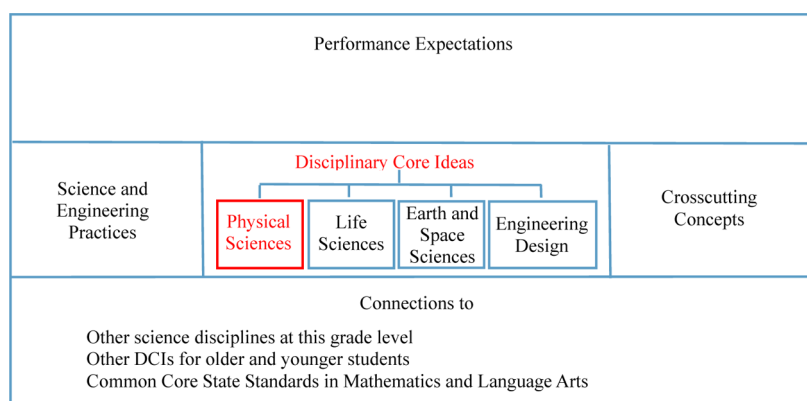 Performance Expectations
Science and
Engineering
Practices
Disciplinary Core Ideas
Physical
Sciences
Life
Sciences
Earth and
Space
Sciences
Engineering
Design
Crosscutting
Concepts
Connections to
Other science disciplines at this grade level
Other DCIs for older and younger students
Common Core State Standards in Mathematics and Language Arts